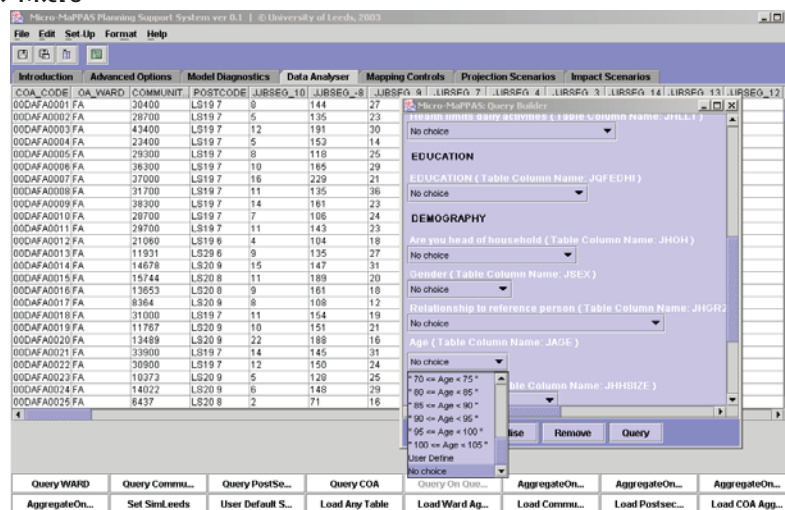 Micro-MaPPAS Planning Support System ver 0.1 | © University of Leeds, 2003
File Edit Set-Up Format Help
Introduction Advanced Options Model Diagnostics Data Analyser Mapping Controls Projection Scenarios Impact Scenarios
COA_CODE OA_WARD COMMUNIT... POSTCODE JJBSEG_10 JJBSEG_-8 JJBSEG_9 JJBSEG_7 JJBSEG_4 JJBSEG_3 JJBSEG_14 JJBSEG_13 JJBSEG_12
00DAFA0001 FA 30400 LS19 7 8 144 27
00DAFA0002 FA 28700 LS19 7 5 135 23
00DAFA0003 FA 43400 LS19 7 12 191 30
00DAFA0004 FA 23400 LS19 7 5 153 14
00DAFA0005 FA 29300 LS19 7 8 118 25
00DAFA0006 FA 36300 LS19 7 10 165 29
00DAFA0007 FA 37000 LS19 7 16 229 21
00DAFA0008 FA 31700 LS19 7 11 135 36
00DAFA0009 FA 38300 LS19 7 14 161 23
00DAFA0010 FA 28700 LS19 7 7 106 24
00DAFA0011 FA 29700 LS19 7 11 143 23
00DAFA0012 FA 21060 LS19 6 4 104 18
00DAFA0013 FA 11931 LS29 6 9 135 27
00DAFA0014 FA 14678 LS20 9 15 147 31
00DAFA0015 FA 15744 LS20 8 11 189 20
00DAFA0016 FA 13653 LS20 8 9 161 18
00DAFA0017 FA 8364 LS20 9 8 108 12
00DAFA0018 FA 31000 LS19 7 11 154 19
00DAFA0019 FA 11767 LS20 9 10 151 21
00DAFA0020 FA 13489 LS20 9 22 188 16
00DAFA0021 FA 33900 LS19 7 14 145 31
00DAFA0022 FA 30900 LS19 7 12 150 24
00DAFA0023 FA 10373 LS20 9 5 128 25
00DAFA0024 FA 14022 LS20 9 6 148 29
00DAFA0025 FA 6437 LS20 8 2 71 16
Micro-MaPPAS: Query Builder
Health limits daily activities ( Table Column Name: JHLLT )
No choice
EDUCATION
EDUCATION ( Table Column Name: JQFEDHI )
No choice
DEMOGRAPHY
Are you head of household ( Table Column Name: JHOH )
No choice
Gender ( Table Column Name: JSEX )
No choice
Relationship to reference person ( Table Column Name: JHGR2
No choice
Age ( Table Column Name: JAGE )
No choice
" 70 <= Age < 75 "
" 80 <= Age < 85 "
" 85 <= Age < 90 "
" 90 <= Age < 95 "
" 95 <= Age < 100 "
" 100 <= Age < 105 "
User Define
No choice
ble Column Name: JHHSIZE )
lise Remove Query
Query WARD Query Commu... Query PostSe... Query COA Query On Que... AggregateOn... AggregateOn... AggregateOn...
AggregateOn... Set SimLeeds User Default S... Load Any Table Load Ward Ag... Load Commu... Load Postsec... Load COA Agg...